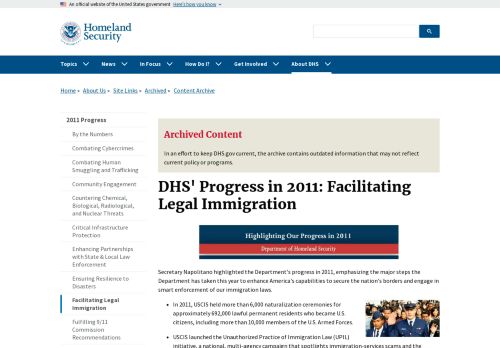 An official website of the United States government Here's how you know
Homeland
Security
Topics News In Focus How Do I? Get Involved About DHS
Home About Us Site Links Archived Content Archive
2011 Progress
By the Numbers
Combating Cybercrimes
Combating Human
Smuggling and Trafficking
Community Engagement
Countering Chemical,
Biological, Radiological,
and Nuclear Threats
Critical Infrastructure
Protection
Enhancing Partnerships
with State & Local Law
Enforcement
Ensuring Resilience to
Disasters
Facilitating Legal
Immigration
Fulfilling 9/11
Commission
Recommendations
Archived Content
In an effort to keep DHS.gov current, the archive contains outdated information that may not reflect
current policy or programs.
DHS' Progress in 2011: Facilitating
Legal Immigration
Highlighting Our Progress in 2011
Department of Homeland Security
Secretary Napolitano highlighted the Department's progress in 2011, emphasizing the major steps the
Department has taken this year to enhance America's capabilities to secure the nation's borders and engage in
smart enforcement of our immigration laws.
• In 2011, USCIS held more than 6,000 naturalization ceremonies for
approximately 692,000 lawful permanent residents who became U.S.
citizens, including more than 10,000 members of the U.S. Armed Forces.
• USCIS launched the Unauthorized Practice of Immigration Law (UPIL)
initiative, a national, multi-agency campaign that spotlights immigration-services scams and the